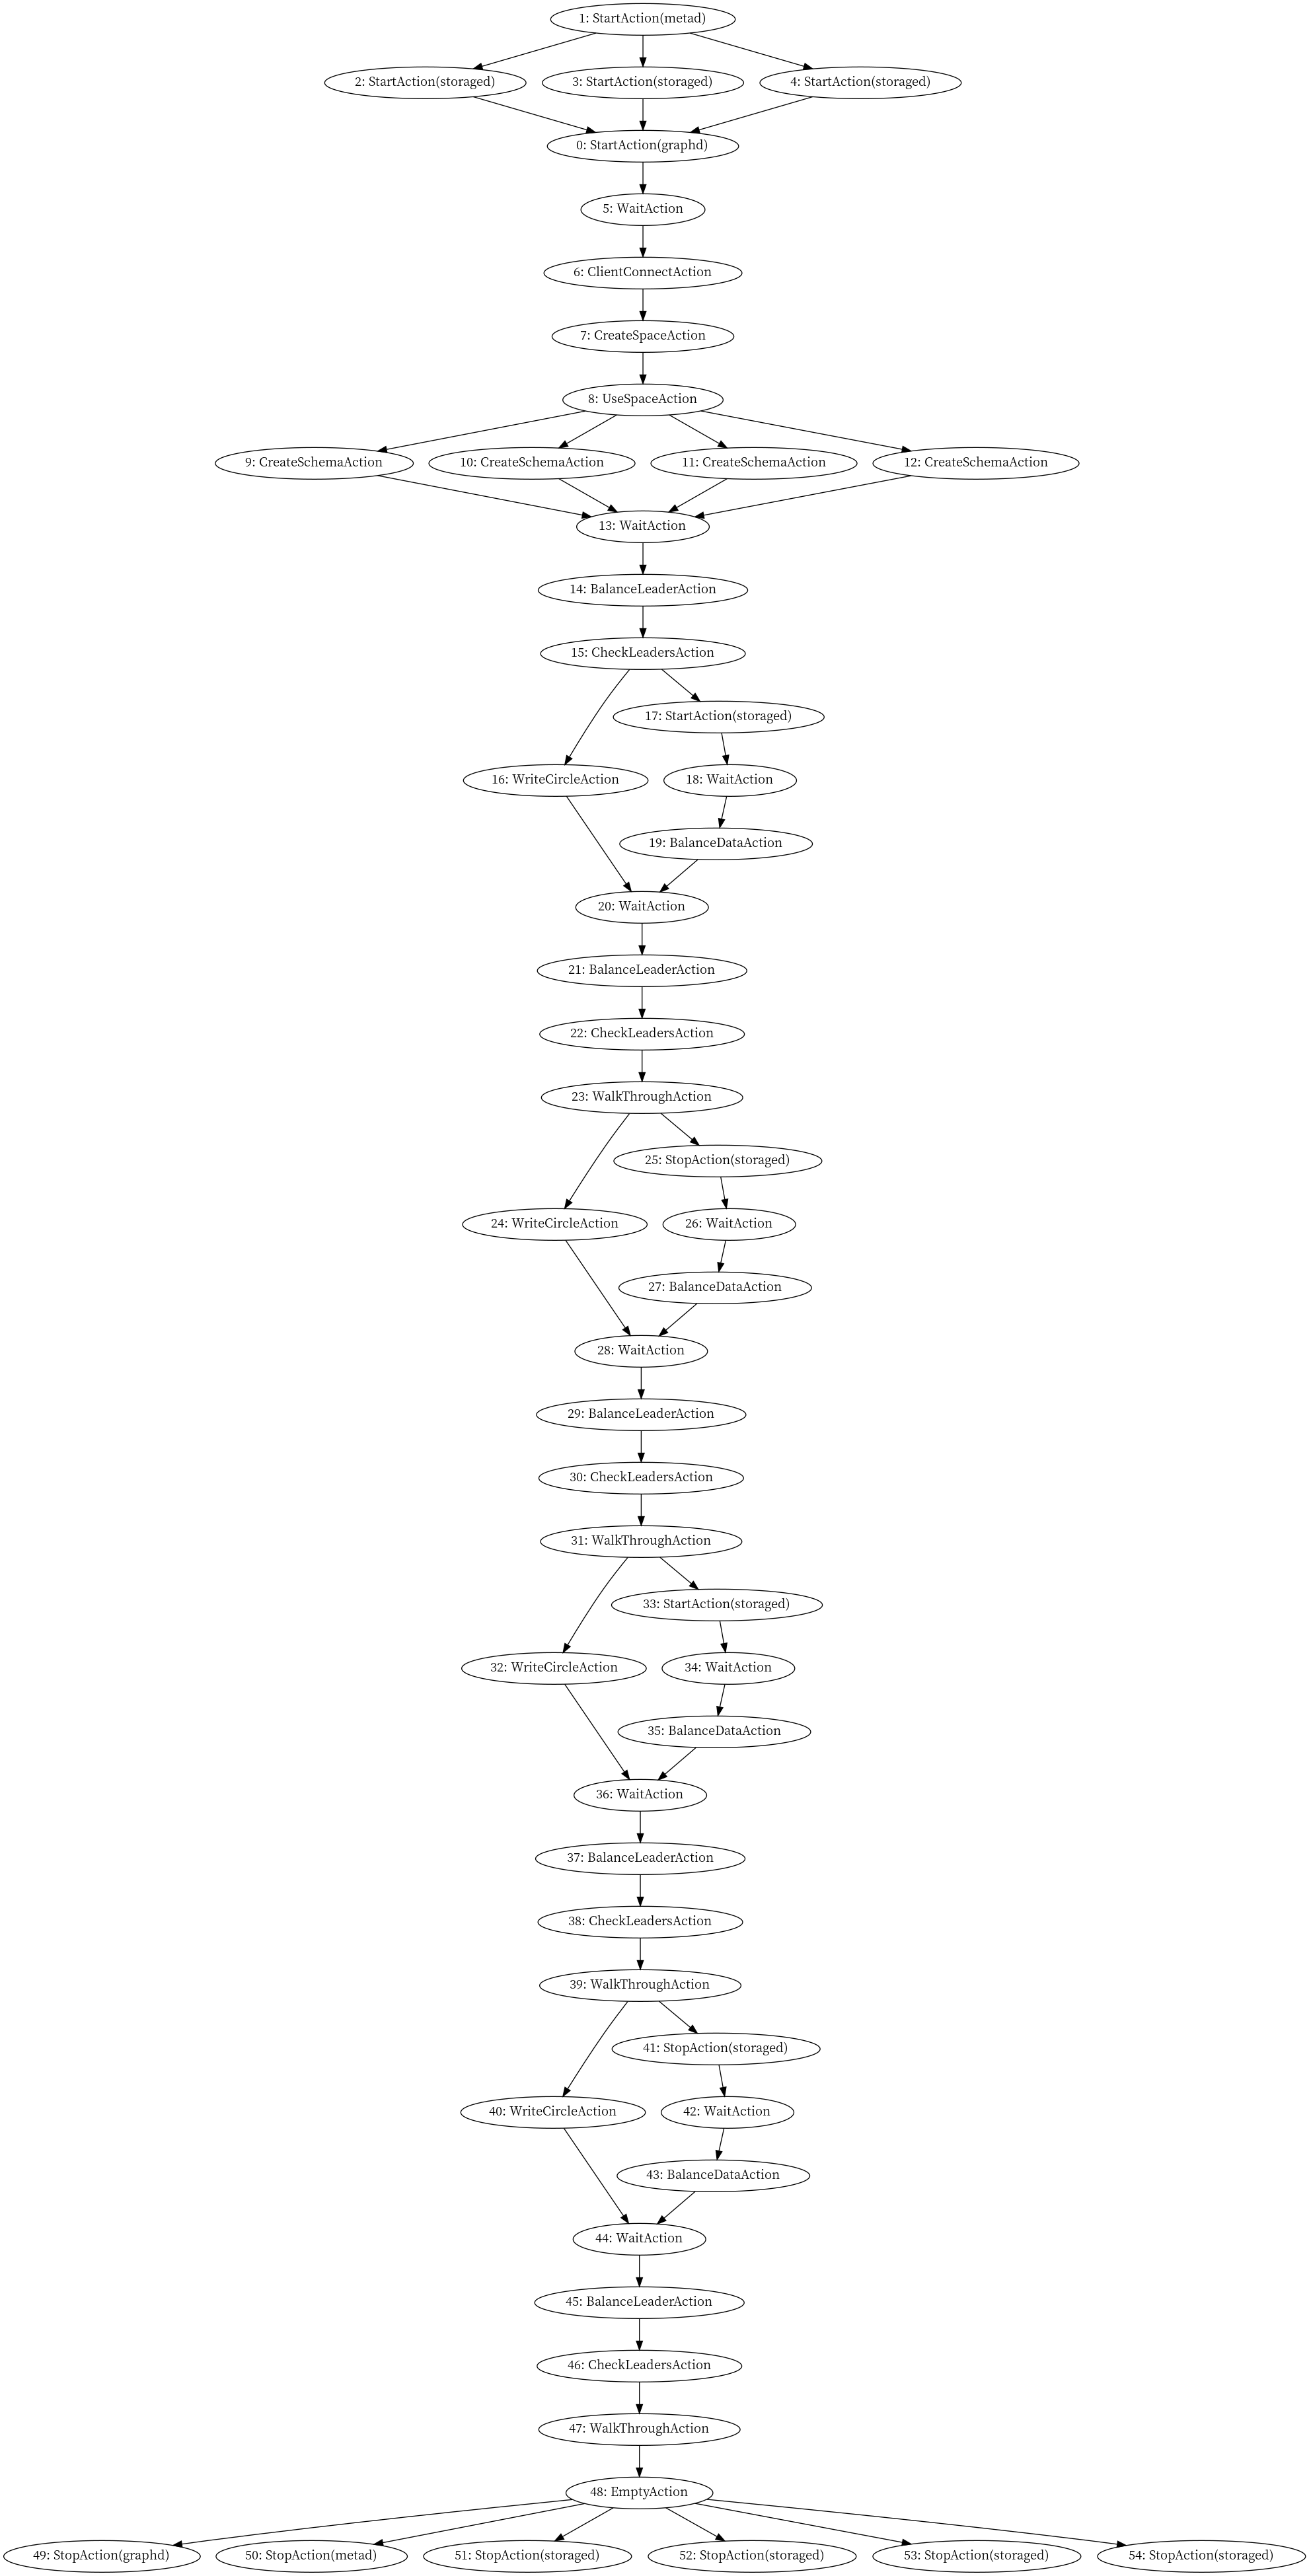 1: StartAction(metad)
2: StartAction(storaged)
3: StartAction(storaged)
4: StartAction(storaged)
0: StartAction(graphd)
5: WaitAction
6: ClientConnectAction
7: CreateSpaceAction
8: UseSpaceAction
9: CreateSchemaAction
10: CreateSchemaAction
11: CreateSchemaAction
12: CreateSchemaAction
13: WaitAction
14: BalanceLeaderAction
15: CheckLeadersAction
17: StartAction(storaged)
16: WriteCircleAction
18: WaitAction
19: BalanceDataAction
20: WaitAction
21: BalanceLeaderAction
22: CheckLeadersAction
23: WalkThroughAction
25: StopAction(storaged)
24: WriteCircleAction
26: WaitAction
27: BalanceDataAction
28: WaitAction
29: BalanceLeaderAction
30: CheckLeadersAction
31: WalkThroughAction
33: StartAction(storaged)
32: WriteCircleAction
34: WaitAction
35: BalanceDataAction
36: WaitAction
37: BalanceLeaderAction
38: CheckLeadersAction
39: WalkThroughAction
41: StopAction(storaged)
40: WriteCircleAction
42: WaitAction
43: BalanceDataAction
44: WaitAction
45: BalanceLeaderAction
46: CheckLeadersAction
47: WalkThroughAction
48: EmptyAction
49: StopAction(graphd)
50: StopAction(metad)
51: StopAction(storaged)
52: StopAction(storaged)
53: StopAction(storaged)
54: StopAction(storaged)